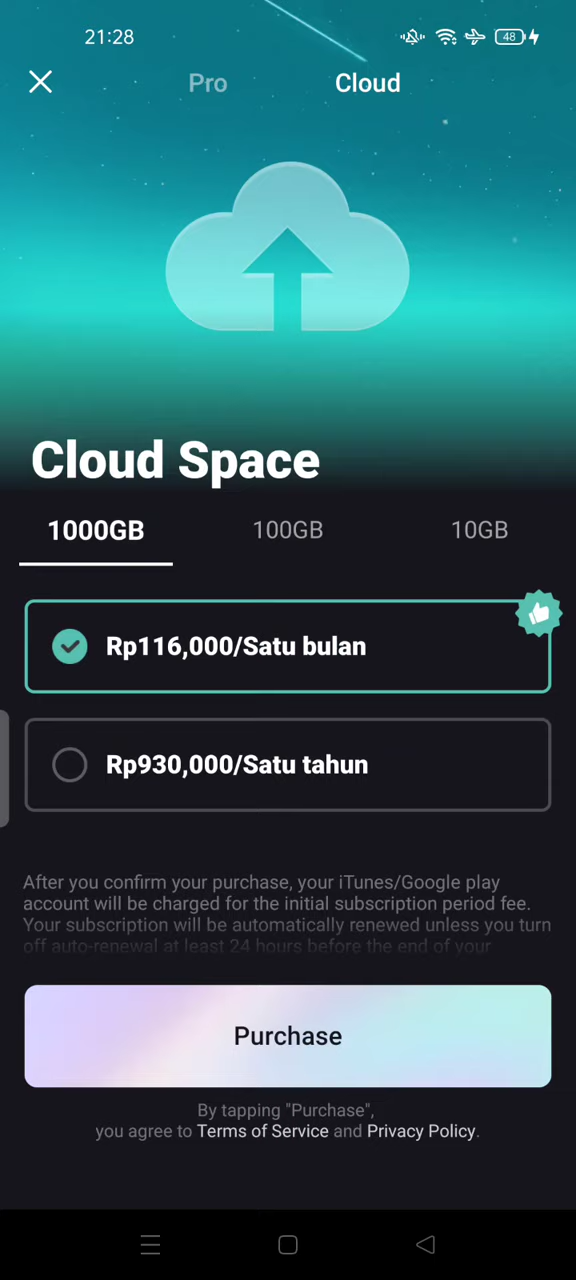 21:28
48
Pro
Cloud
Cloud Space
1000GB
100GB
10GB
Rp116,000/Satu bulan
Rp930,000/Satu tahun
After you confirm your purchase, your iTunes/Google play
account will be charged for the initial subscription period fee.
Your subscription will be automatically renewed unless you turn
off auto-renewal at least 24 hours before the end of your
Purchase
By tapping "Purchase",
you agree to Terms of Service and Privacy Policy.